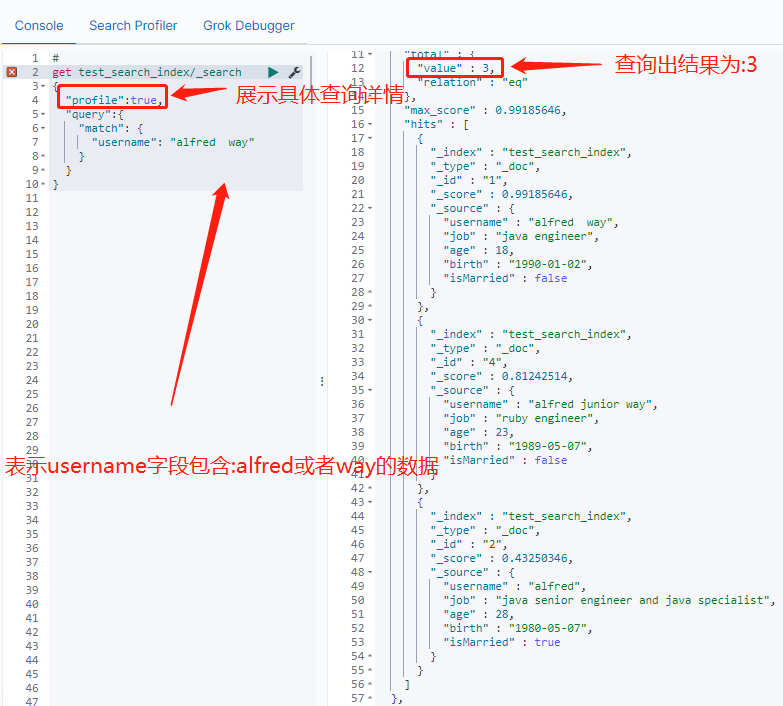 Console Search Profiler Grok Debugger
1 #
2 get test_search_index/_search
3 {
4 "profile":true,
5 "query":{
6 "match": {
7 "username": "alfred  way"
8 }
9 }
10 }
11
12
13
14
15
16
17
18
19
20
21
22
23
24
25
26
27
28
29
30
31
32
33
34
35
36
37
38
39
40
41
42
43
44
45
46
47
展示具体查询详情
表示username字段包含:alfred或者way的数据
11 "total" : {
12 "value" : 3,
查询出结果为:3
13 "relation" : "eq"
14 },
15 "max_score" : 0.99185646,
16 "hits" : [
17 {
18 "_index" : "test_search_index",
19 "_type" : "_doc",
20 "_id" : "1",
21 "_score" : 0.99185646,
22 "_source" : {
23 "username" : "alfred  way",
24 "job" : "java engineer",
25 "age" : 18,
26 "birth" : "1990-01-02",
27 "isMarried" : false
28 }
29 },
30 {
31 "_index" : "test_search_index",
32 "_type" : "_doc",
33 "_id" : "4",
34 "_score" : 0.81242514,
35 "_source" : {
36 "username" : "alfred junior way",
37 "job" : "ruby engineer",
38 "age" : 23,
39 "birth" : "1989-05-07",
40 "isMarried" : false
41 }
42 },
43 {
44 "_index" : "test_search_index",
45 "_type" : "_doc",
46 "_id" : "2",
47 "_score" : 0.43250346,
48 "_source" : {
49 "username" : "alfred",
50 "job" : "java senior engineer and java specialist",
51 "age" : 28,
52 "birth" : "1980-05-07",
53 "isMarried" : true
54 }
55 }
56 ]
57 },